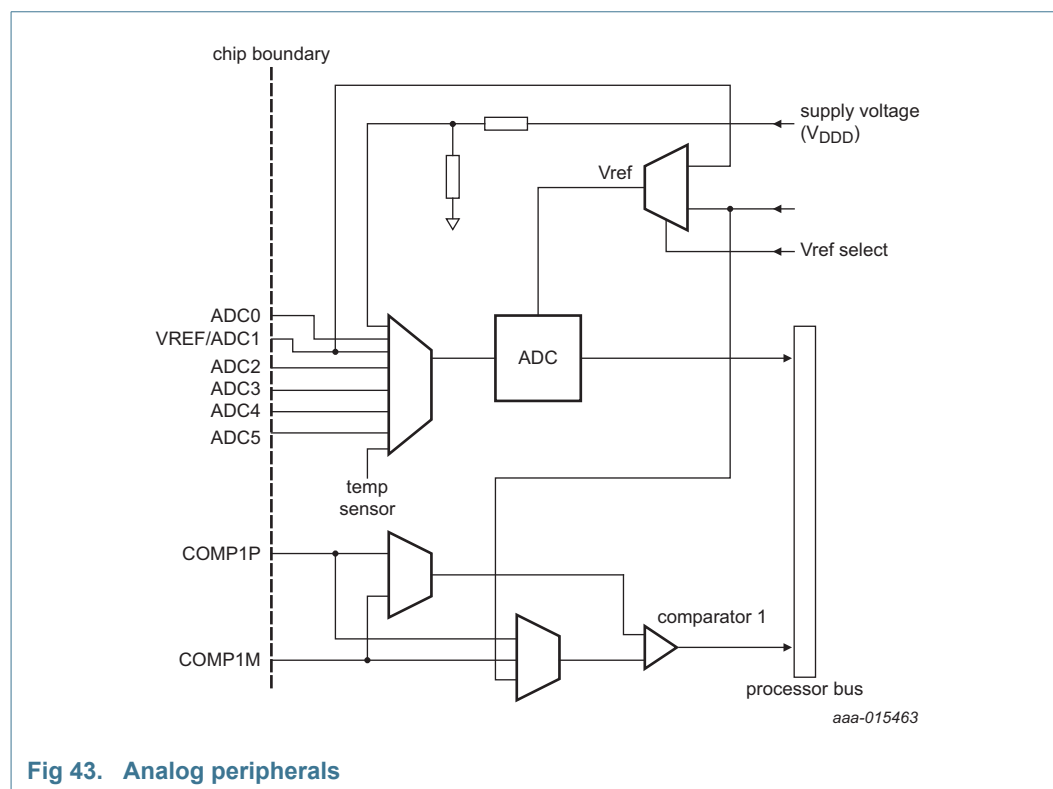 chip boundary
supply voltage
(VDDD)
Vref
Vref select
ADC0
VREF/ADC1
ADC2
ADC3
ADC4
ADC5
ADC
temp
sensor
COMP1P
comparator 1
COMP1M
processor bus
aaa-015463
Fig 43. Analog peripherals